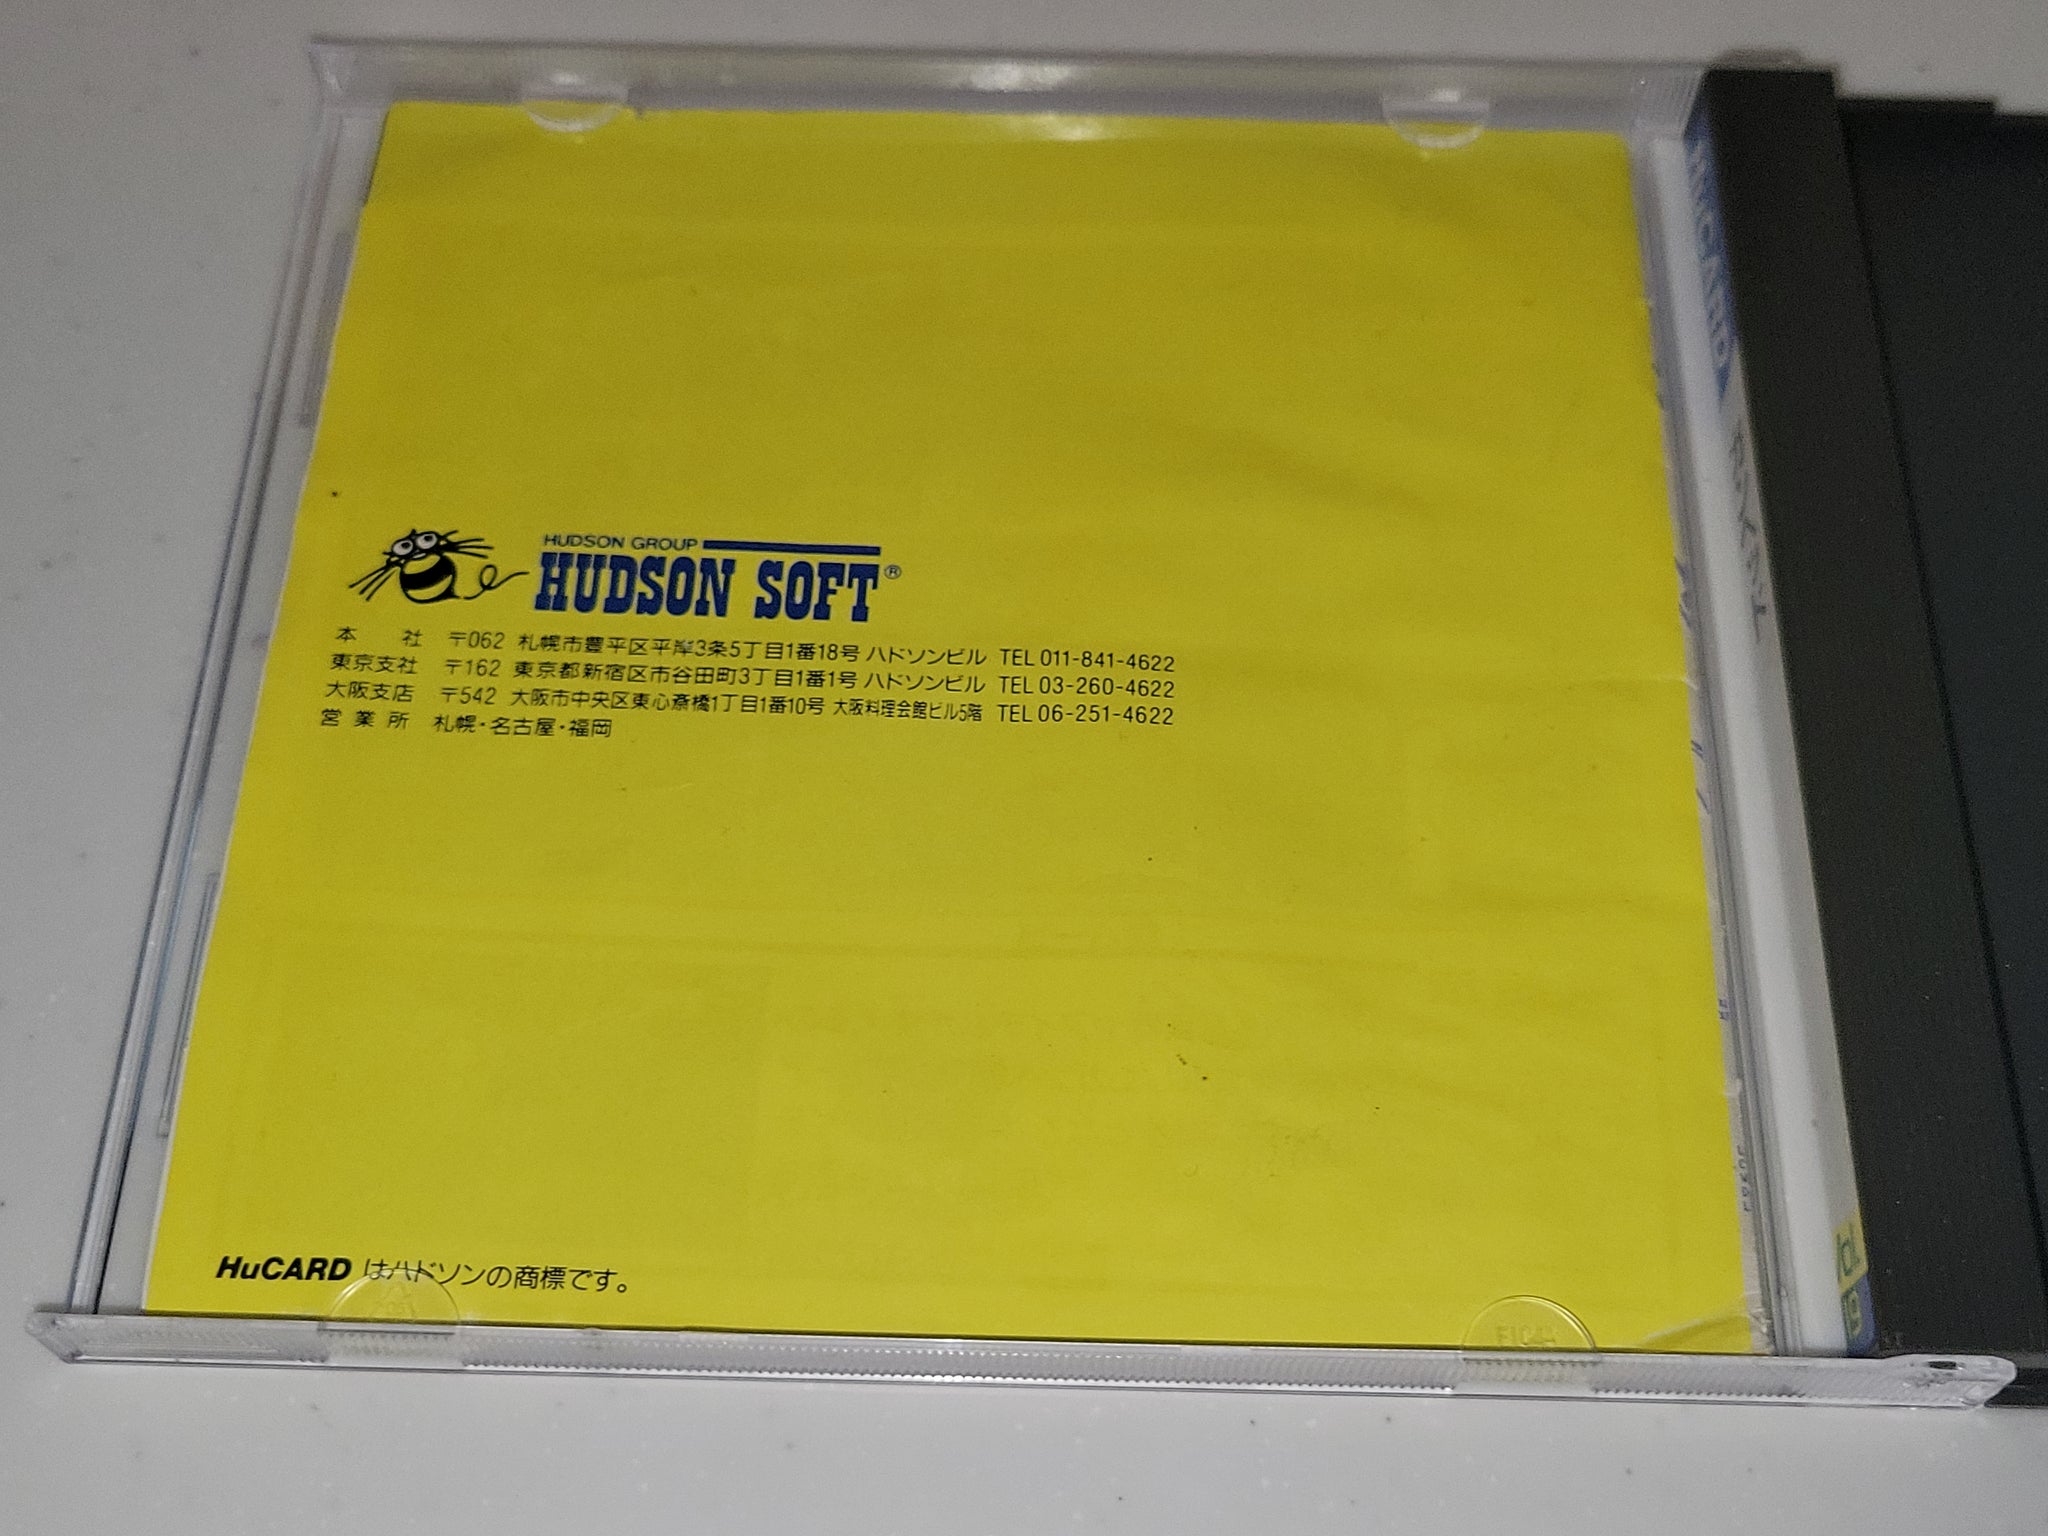 HUDSON GROUP
HUDSON SOFT®
本 社 〒062 札幌市豊平区平岸3条5丁目1番18号 ハドソンビル TEL 011-841-4622
東京支社 〒162 東京都新宿区市谷田町3丁目1番1号 ハドソンビル TEL 03-260-4622
大阪支店 〒542 大阪市中央区東心斎橋1丁目1番10号 大阪料理会館ビル5階 TEL 06-251-4622
営業所 札幌・名古屋・福岡
HuCARD はハドソンの商標です。
HuCARD